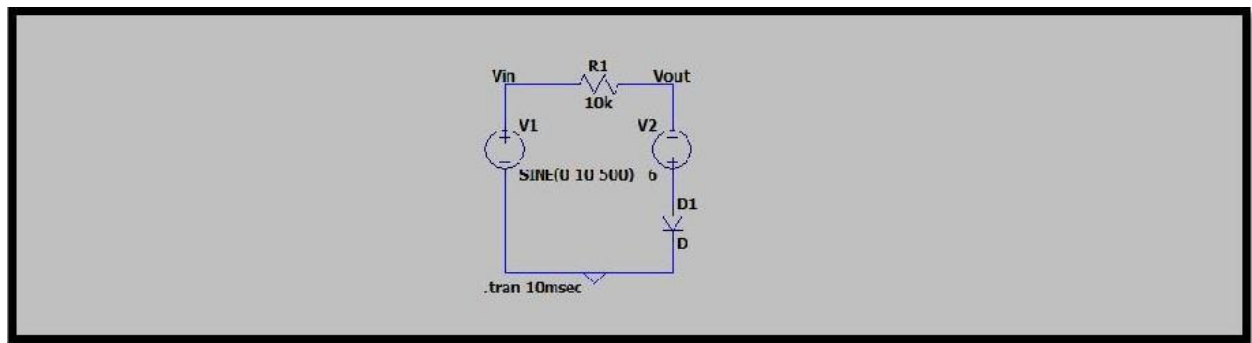 R1
Vin Vout
10k
V1 V2
SINE(0 10 500) 6
D1
D
.tran 10msec